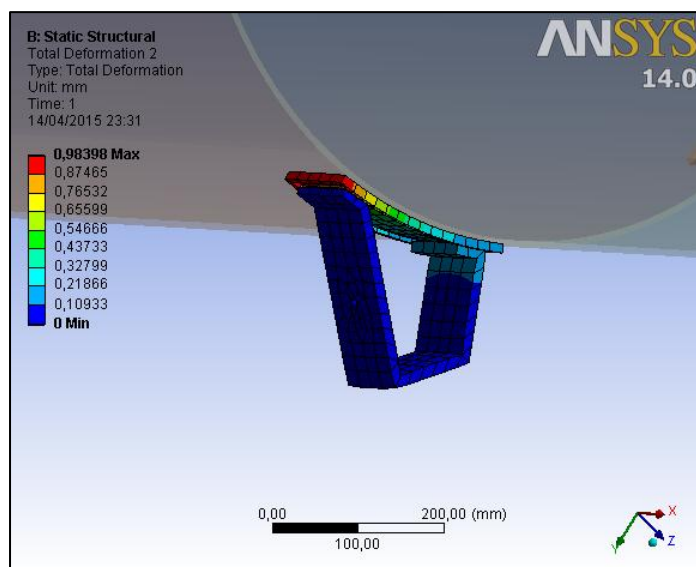 B: Static Structural
Total Deformation 2
Type: Total Deformation
Unit: mm
Time: 1
14/04/2015 23:31
ANSYS
14.0
0,98398 Max
0,87465
0,76532
0,65599
0,54666
0,43733
0,32799
0,21866
0,10933
0 Min
0,00
200,00 (mm)
100,00
X
Y
Z